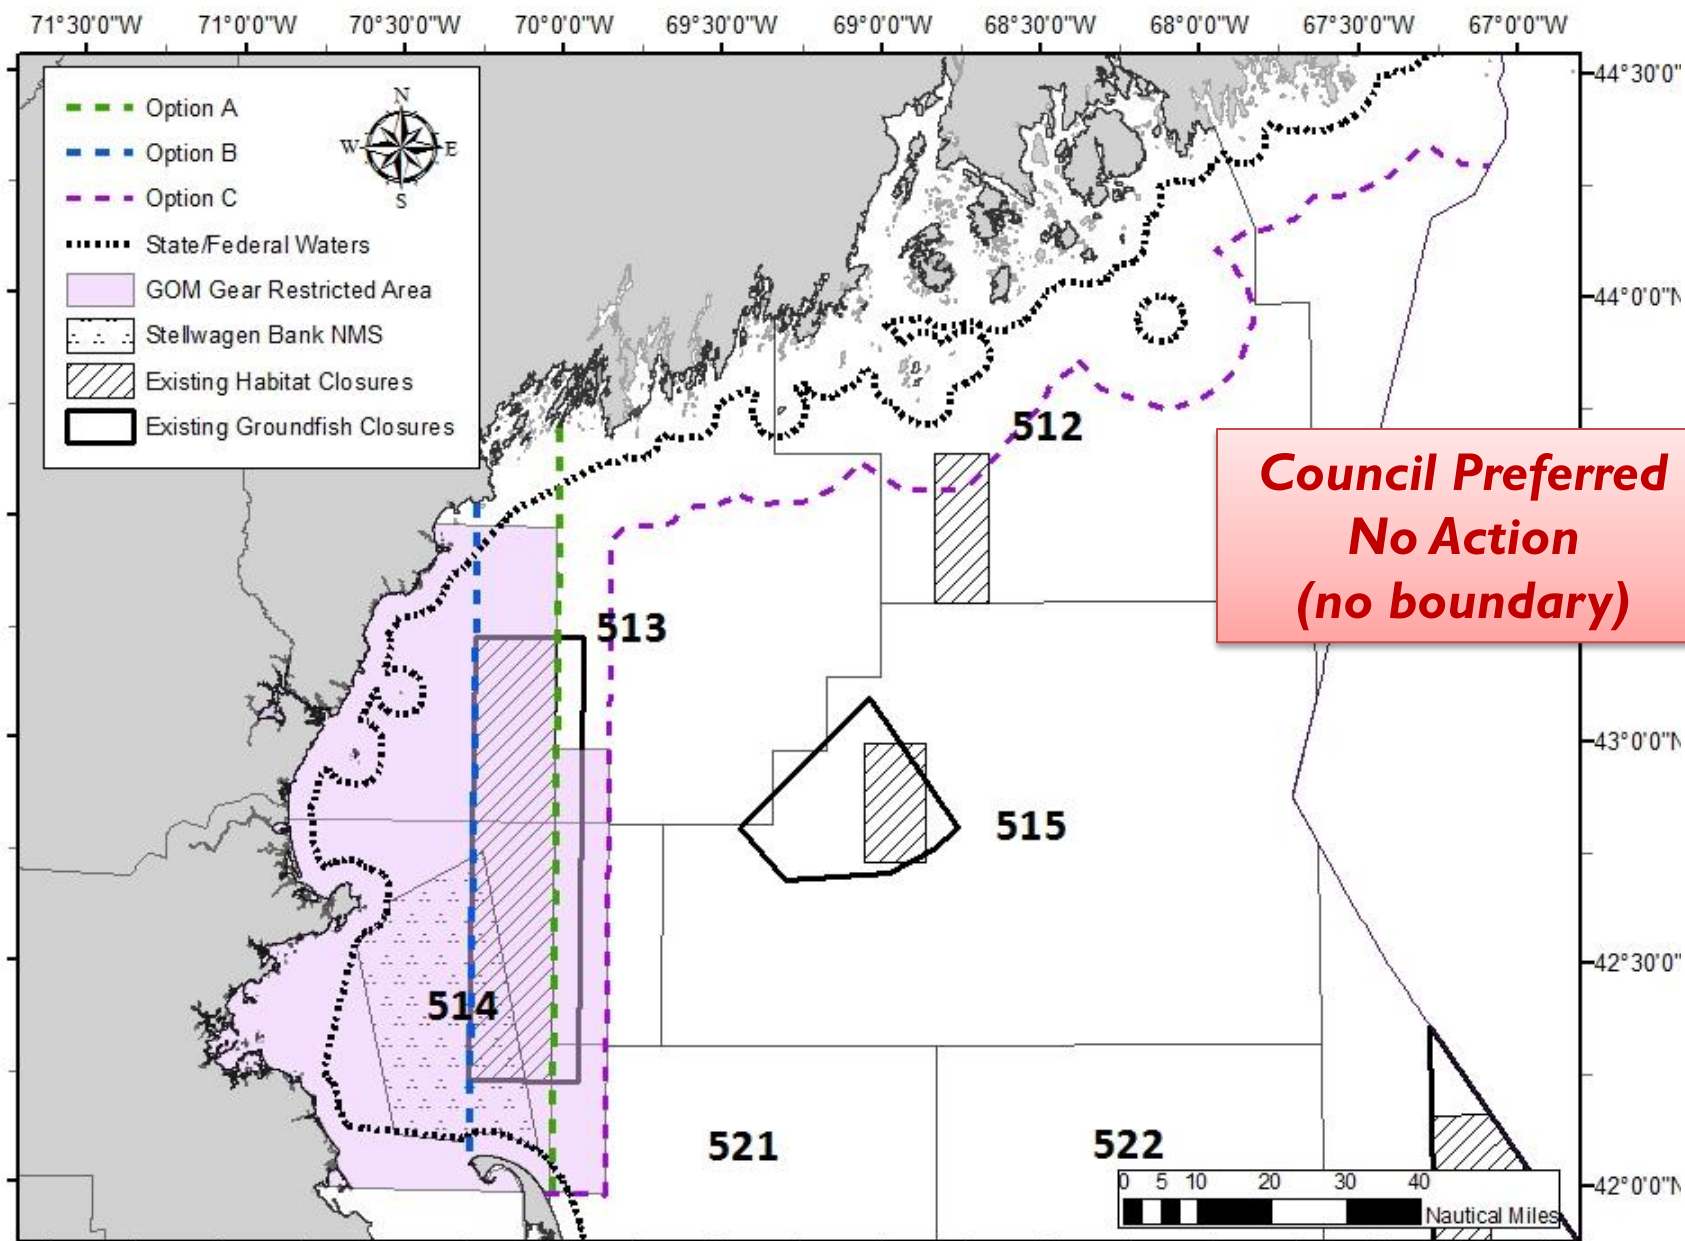 71°30'0"W 71°0'0"W 70°30'0"W 70°0'0"W 69°30'0"W 69°0'0"W 68°30'0"W 68°0'0"W 67°30'0"W 67°0'0"W
Option A
Option B
Option C
State/Federal Waters
GOM Gear Restricted Area
Stellwagen Bank NMS
Existing Habitat Closures
Existing Groundfish Closures
N
W E
S
44°30'0"
44°0'0"N
512
Council Preferred
No Action
(no boundary)
513
43°0'0"N
515
42°30'0"
514
521
522
42°0'0"N
0 5 10 20 30 40
Nautical Miles